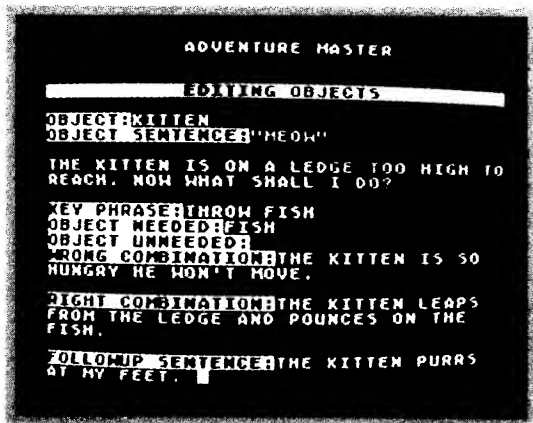 ADVENTURE MASTER
EDITING OBJECTS
OBJECT:KITTEN
OBJECT SENTENCE:"MEOW"
THE KITTEN IS ON A LEDGE TOO HIGH TO
REACH. NOW WHAT SHALL I DO?
KEY PHRASE:THROW FISH
OBJECT NEEDED:FISH
OBJECT UNNEEDED:
WRONG COMBINATION:THE KITTEN IS SO
HUNGRY HE WON'T MOVE.
RIGHT COMBINATION:THE KITTEN LEAPS
FROM THE LEDGE AND POUNCES ON THE
FISH.
FOLLOWUP SENTENCE:THE KITTEN PURRS
AT MY FEET.